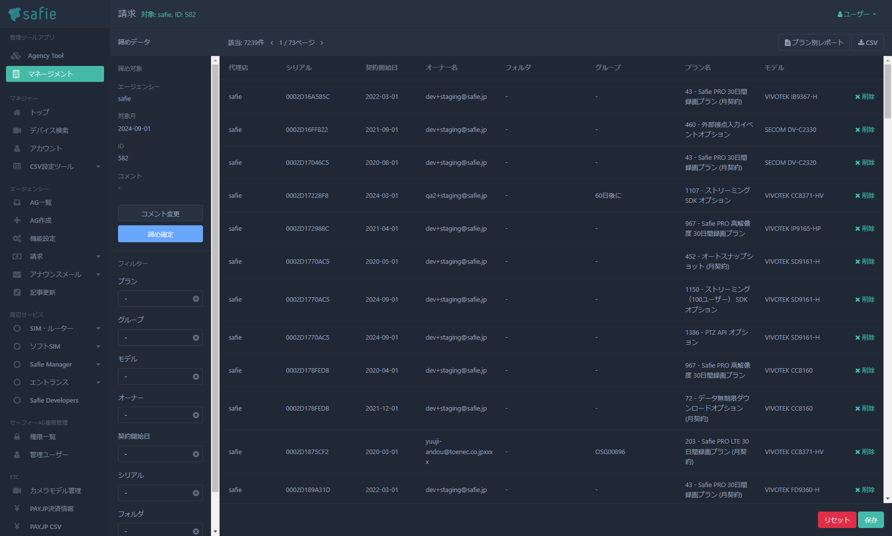 safie
請求 対象: safie, ID: 582
ユーザー
管理ツールアプリ
Agency Tool
マネージメント
マネジャー
トップ
デバイス検索
アカウント
CSV設定ツール
エージェンシー
AG一覧
AG作成
機能設定
請求
アナウンスメール
記事更新
周辺サービス
SIM・ルーター
ソフトSIM
Safie Manager
エントランス
Safie Developers
セーフィーAG権限管理
権限一覧
管理ユーザー
ETC
カメラモデル管理
PAYJP決済情報
PAYJP CSV
締めデータ
締め対象
エージェンシー
safie
対象月
2024-09-01
ID
582
コメント
-
コメント変更
締め確定
フィルター
プラン
-
グループ
-
モデル
-
オーナー
-
契約開始日
-
シリアル
-
フォルダ
-
該当: 7239件 ‹ 1 / 73ページ ›
プラン別レポート
CSV
代理店 シリアル 契約開始日 オーナー名 フォルダ グループ プラン名 モデル
safie 0002D16A585C 2022-03-01 dev+staging@safie.jp - - 43 - Safie PRO 30日間録画プラン (月契約) VIVOTEK IB9367-H 削除
safie 0002D16FFB22 2021-09-01 dev+staging@safie.jp - - 460 - 外部接点入力イベントオプション SECOM DV-C2330 削除
safie 0002D17046C5 2020-08-01 dev+staging@safie.jp - - 43 - Safie PRO 30日間録画プラン (月契約) SECOM DV-C2320 削除
safie 0002D1722BF8 2024-03-01 qa2+staging@safie.jp - 60日後に 1107 - ストリーミング SDK オプション VIVOTEK CC8371-HV 削除
safie 0002D172988C 2021-04-01 dev+staging@safie.jp - - 967 - Safie PRO 高解像度 30日間録画プラン VIVOTEK IP9165-HP 削除
safie 0002D1770AC5 2020-05-01 dev+staging@safie.jp - - 452 - オートスナップショット (月契約) VIVOTEK SD9161-H 削除
safie 0002D1770AC5 2024-09-01 dev+staging@safie.jp - - 1150 - ストリーミング（100ユーザー） SDK オプション VIVOTEK SD9161-H 削除
safie 0002D1770AC5 2024-09-01 dev+staging@safie.jp - - 1386 - PTZ API オプション VIVOTEK SD9161-H 削除
safie 0002D178FEDB 2020-04-01 dev+staging@safie.jp - - 967 - Safie PRO 高解像度 30日間録画プラン VIVOTEK CC8160 削除
safie 0002D178FEDB 2021-12-01 dev+staging@safie.jp - - 72 - データ無制限ダウンロードオプション (月契約) VIVOTEK CC8160 削除
safie 0002D1875CF2 2020-03-01 yuuji-andou@toenec.co.jpxxxx - OSG00896 203 - Safie PRO LTE 30日間録画プラン (月契約) VIVOTEK CC8371-HV 削除
safie 0002D189A31D 2022-03-01 dev+staging@safie.jp - - 43 - Safie PRO 30日間録画プラン (月契約) VIVOTEK FD9360-H 削除
リセット
保存